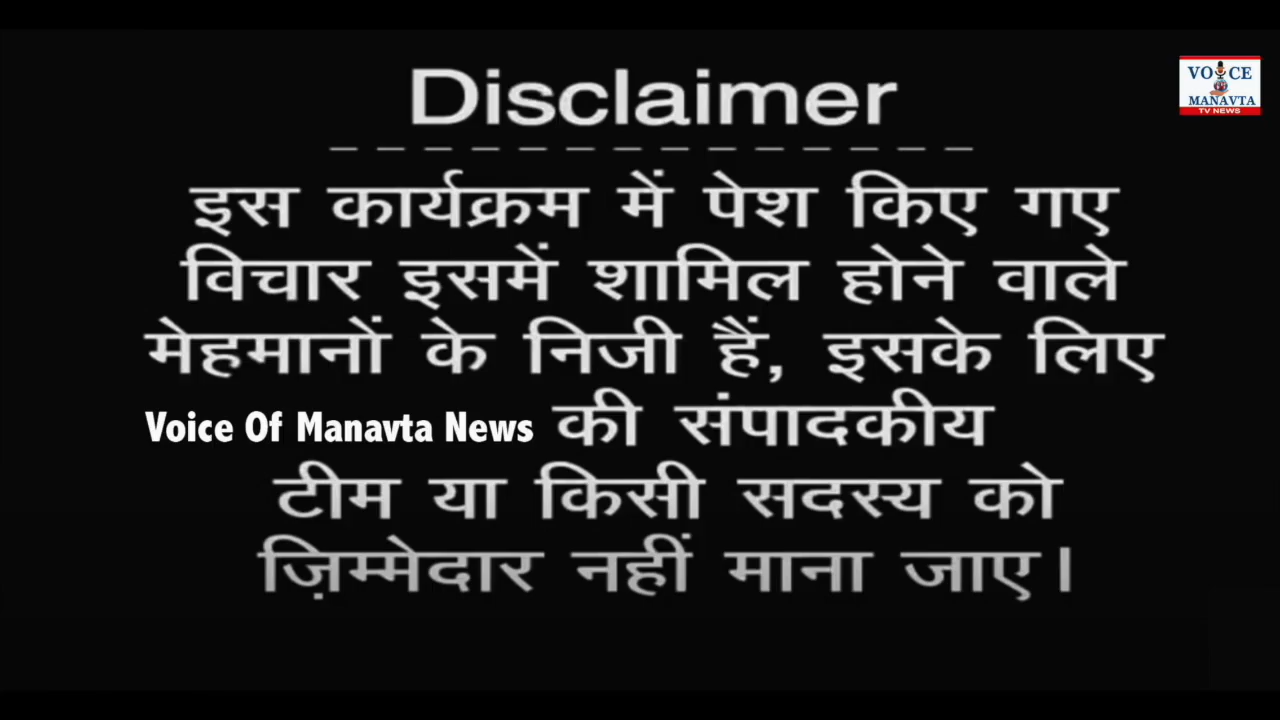 VOICE
MANAVTA
TV NEWS
Disclaimer
इस कार्यक्रम में पेश किए गए
विचार इसमें शामिल होने वाले
मेहमानों के निजी हैं, इसके लिए
Voice Of Manavta News की संपादकीय
टीम या किसी सदस्य को
ज़िम्मेदार नहीं माना जाए।